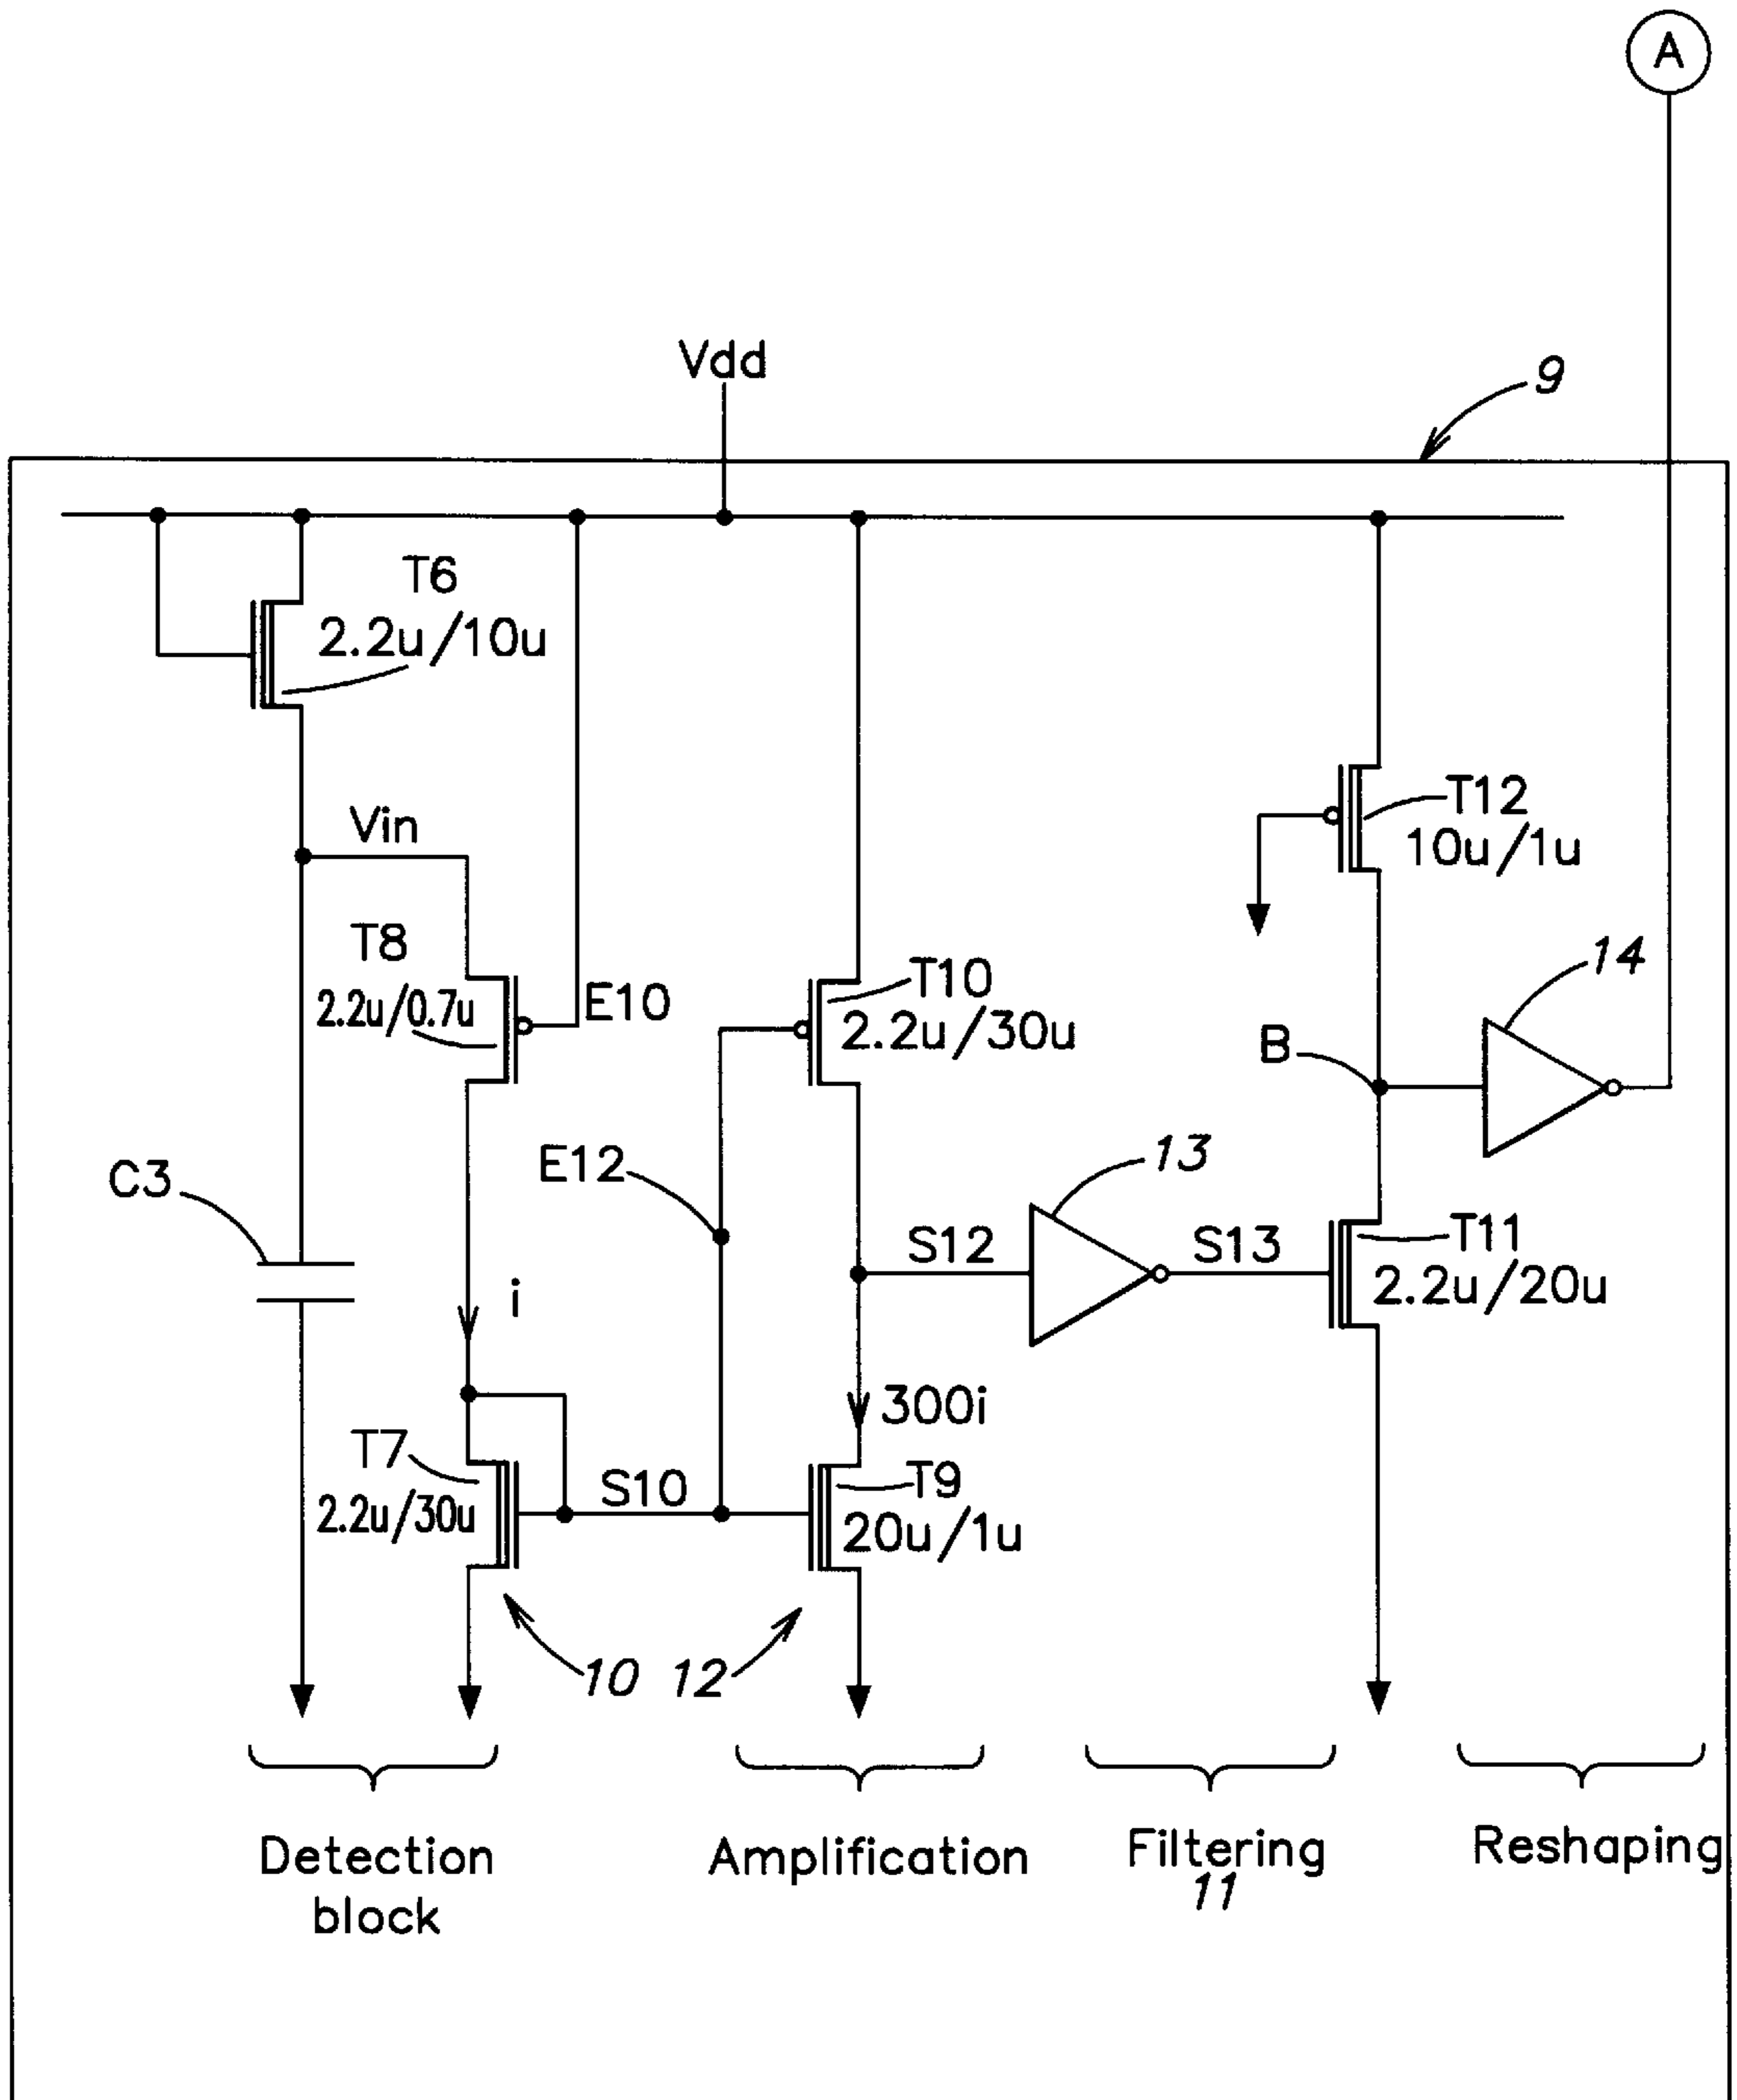 A
Vdd
9
T6
2.2u/10u
Vin
T12
10u/1u
T8
2.2u/0.7u
E10
T10
2.2u/30u
14
B
E12
13
C3
S12
S13
T11
2.2u/20u
i
300i
T7
2.2u/30u
S10
T9
20u/1u
10
12
Detection
block
Amplification
Filtering
11
Reshaping